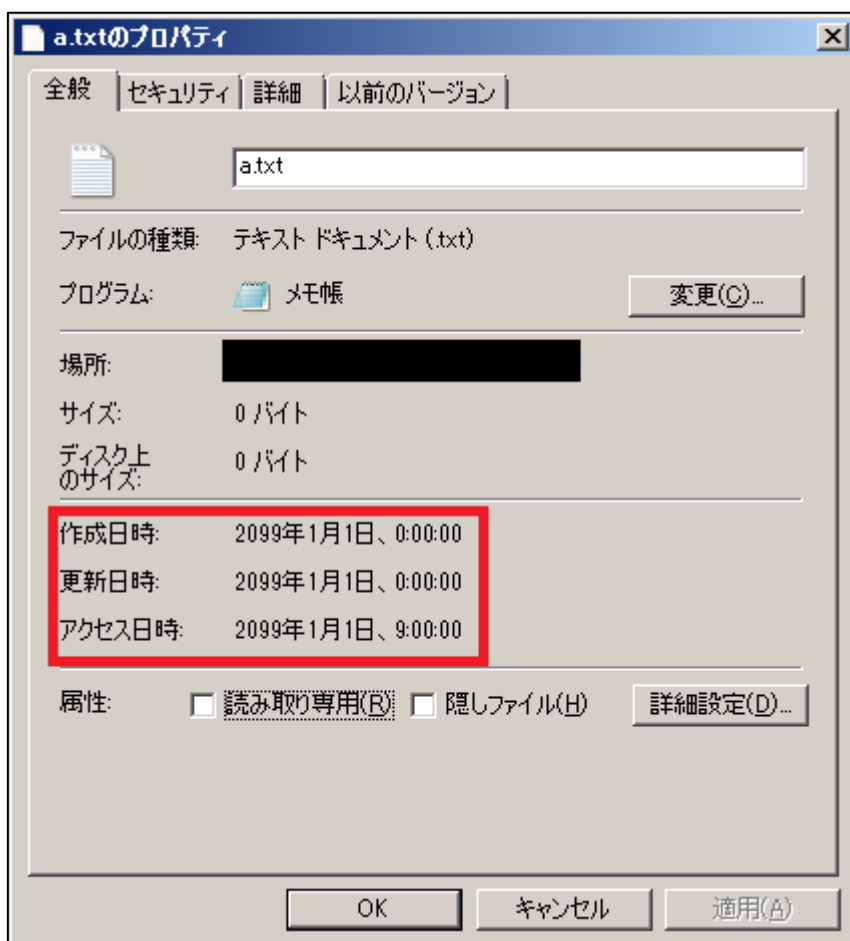 a.txtのプロパティ
全般 セキュリティ 詳細 以前のバージョン
a.txt
ファイルの種類: テキスト ドキュメント (.txt)
プログラム: メモ帳 変更(C)...
場所:
サイズ: 0 バイト
ディスク上
のサイズ: 0 バイト
作成日時: 2099年1月1日、0:00:00
更新日時: 2099年1月1日、0:00:00
アクセス日時: 2099年1月1日、9:00:00
属性: 読み取り専用(R) 隠しファイル(H) 詳細設定(D)...
OK キャンセル 適用(A)